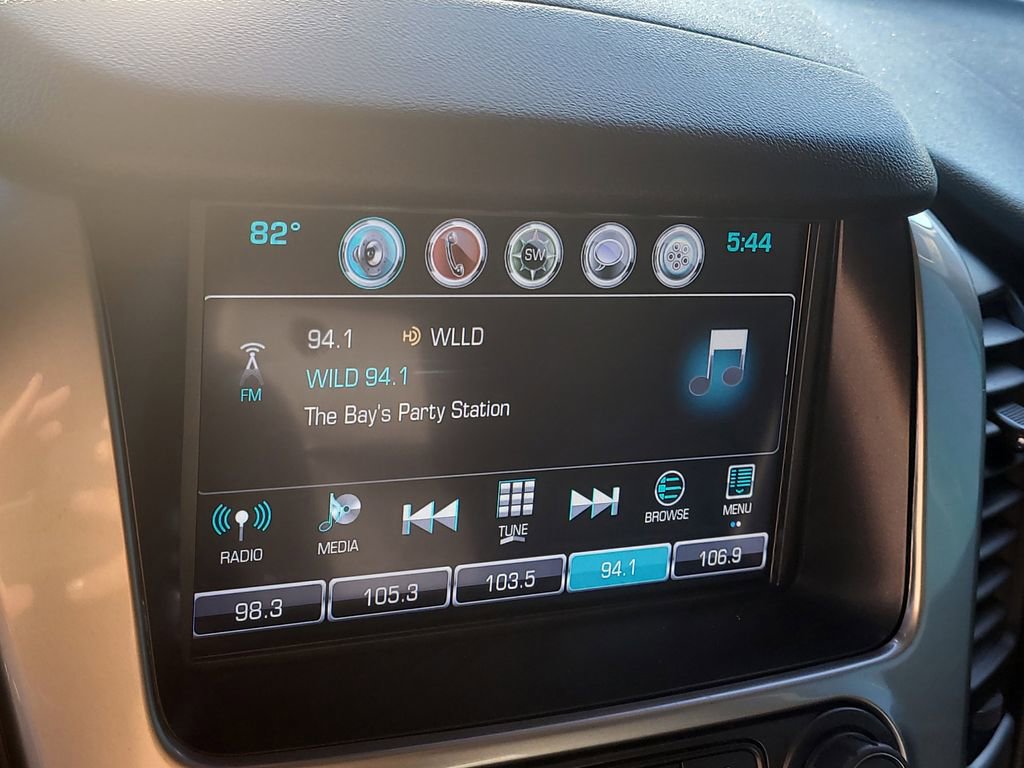 82°
SW
5:44
94.1 HD WLLD
FM
WILD 94.1
The Bay's Party Station
RADIO
MEDIA
TUNE
BROWSE
MENU
98.3
105.3
103.5
94.1
106.9